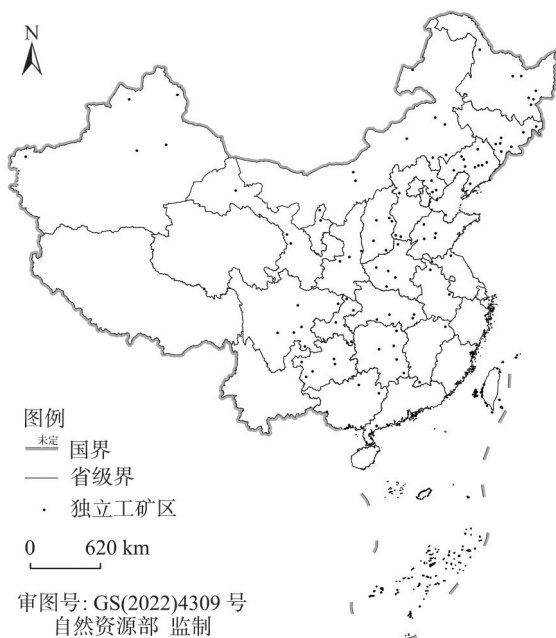 N
图例
未定
国界
省级界
独立工矿区
0 620 km
审图号: GS(2022)4309 号
自然资源部 监制